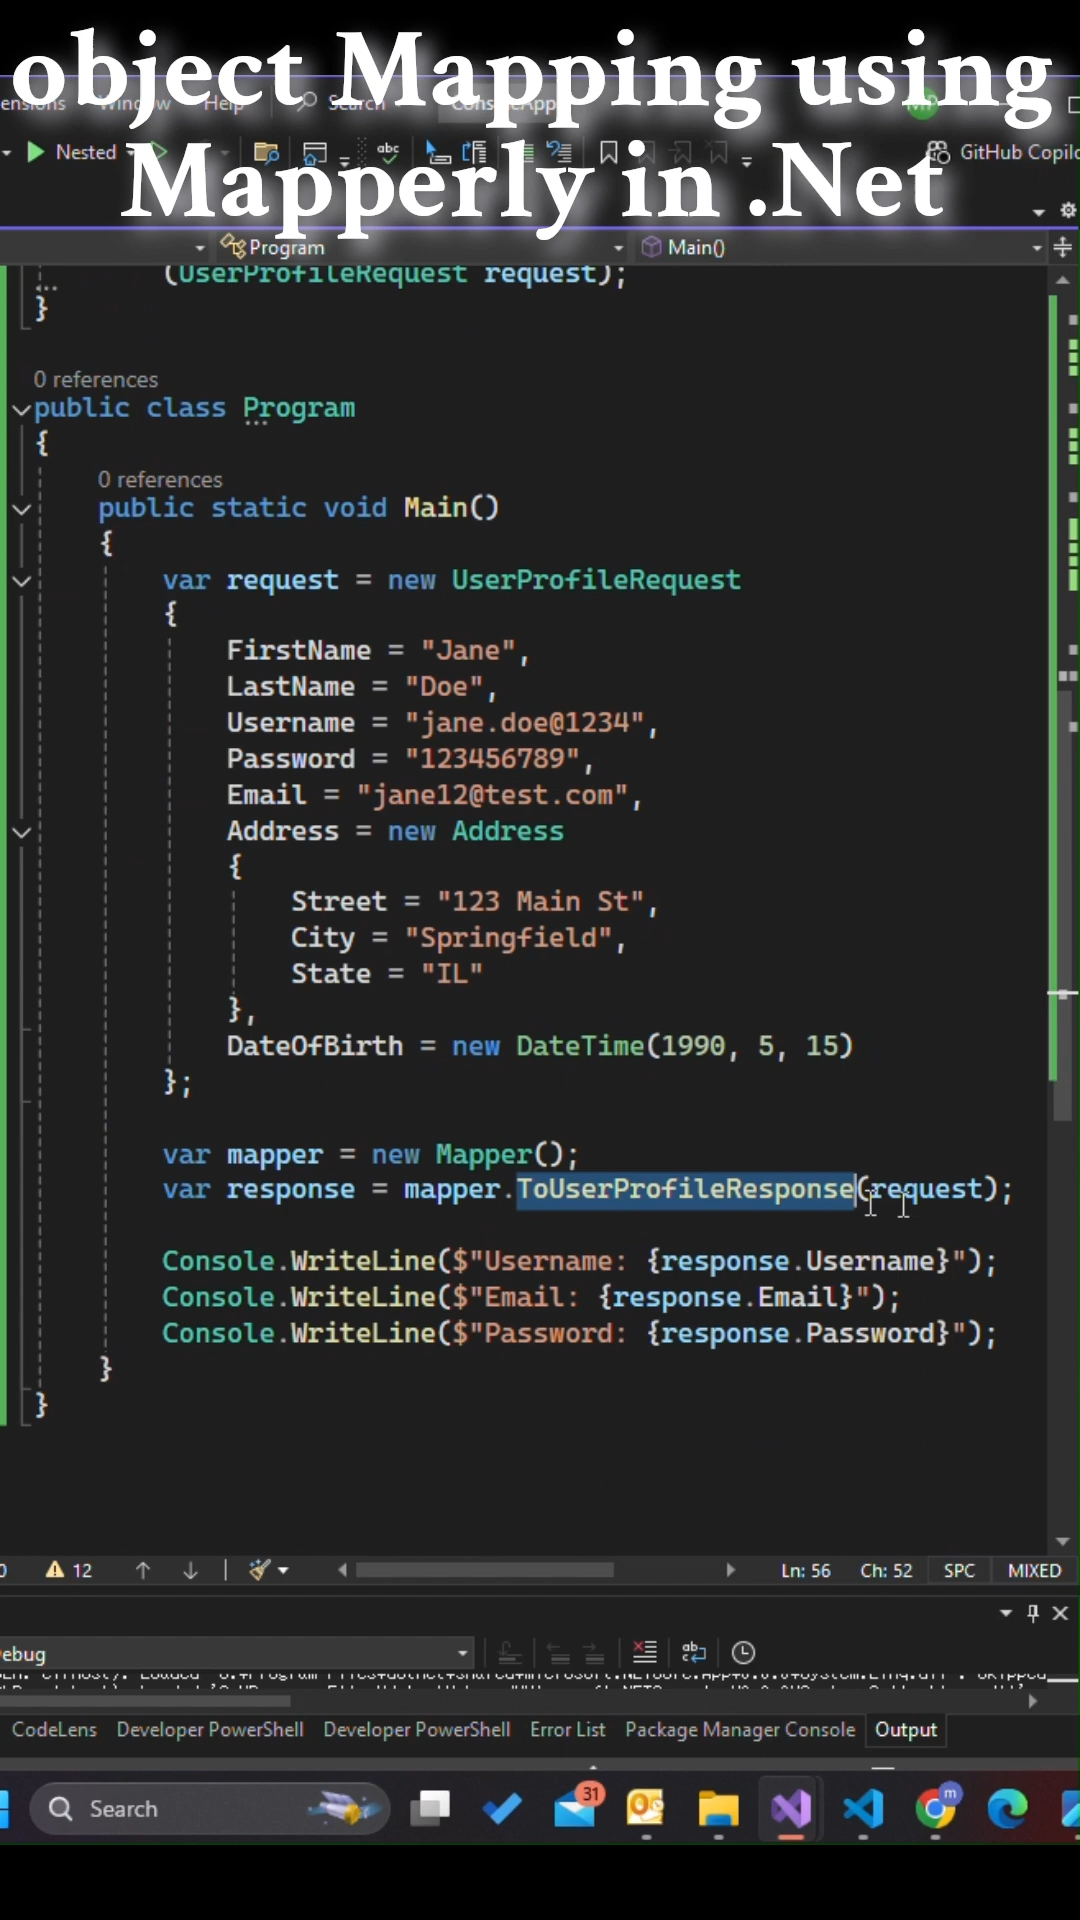 object Mapping using
Mapperly in .Net
ensions Window Help Search
Nested
GitHub Copilo
Program Main()
(UserProfileRequest request);
}
0 references
public class Program
{
0 references
public static void Main()
{
var request = new UserProfileRequest
{
FirstName = "Jane",
LastName = "Doe",
Username = "jane.doe@1234",
Password = "123456789",
Email = "jane12@test.com",
Address = new Address
{
Street = "123 Main St",
City = "Springfield",
State = "IL"
},
DateOfBirth = new DateTime(1990, 5, 15)
};
var mapper = new Mapper();
var response = mapper.ToUserProfileResponse(request);
Console.WriteLine($"Username: {response.Username}");
Console.WriteLine($"Email: {response.Email}");
Console.WriteLine($"Password: {response.Password}");
}
}
0 12 Ln: 56 Ch: 52 SPC MIXED
ebug
CodeLens Developer PowerShell Developer PowerShell Error List Package Manager Console Output
Search 31 m